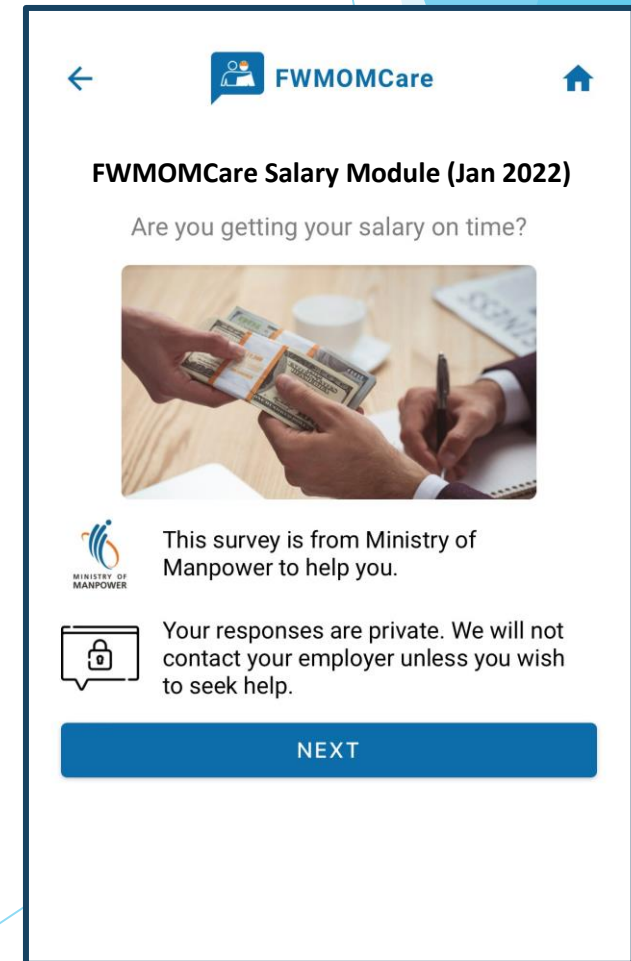 FWMOMCare
FWMOMCare Salary Module (Jan 2022)
Are you getting your salary on time?
MINISTRY OF
MANPOWER
This survey is from Ministry of
Manpower to help you.
Your responses are private. We will not
contact your employer unless you wish
to seek help.
NEXT